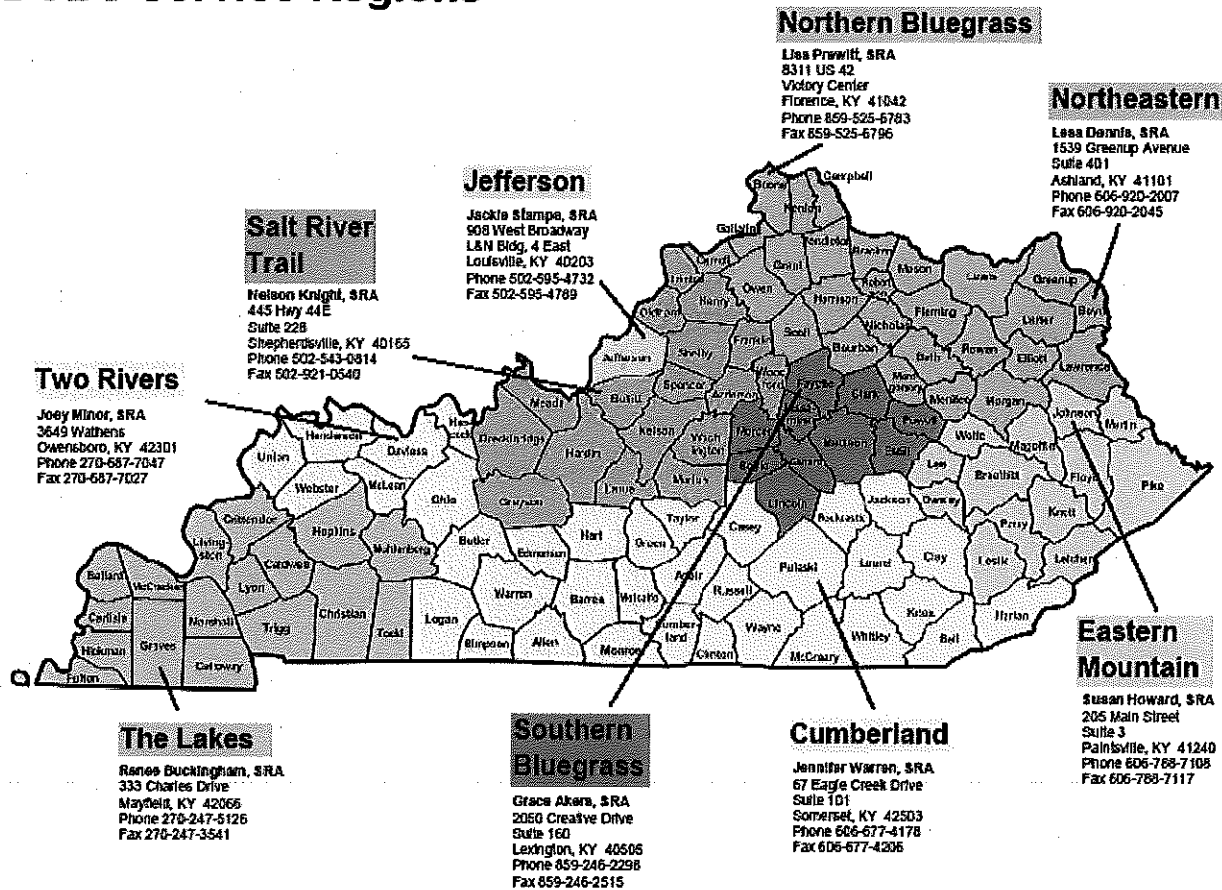 Service Regions
Northern Bluegrass
Lisa Prewitt, SRA
8311 US 42
Victory Center
Florence, KY 41042
Phone 859-525-6783
Fax 859-525-6796
Northeastern
Lesa Dennis, SRA
1539 Greenup Avenue
Suite 401
Ashland, KY 41101
Phone 606-920-2007
Fax 606-920-2045
Jefferson
Jackie Stamps, SRA
908 West Broadway
L&N Bldg, 4 East
Louisville, KY 40203
Phone 502-595-4732
Fax 502-595-4789
Salt River
Trail
Nelson Knight, SRA
445 Hwy 44E
Suite 228
Shepherdsville, KY 40165
Phone 502-543-0814
Fax 502-921-0540
Two Rivers
Joey Minor, SRA
3649 Wathens
Owensboro, KY 42301
Phone 270-687-7047
Fax 270-687-7027
Boone
Campbell
Kenton
Gallatin
Pendleton
Bracken
Carroll
Grant
Mason
Lewis
Greenup
Owen
Boyd
Henry
Harrison
Fleming
Carter
Oldham
Scott
Nicholas
Rowan
Elliott
Lawrence
Jefferson
Shelby
Franklin
Bourbon
Bath
Spencer
Fayette
Clark
Menifee
Morgan
Johnson
Martin
Meade
Bullitt
Anderson
Nelson
Powell
Wolfe
Magoffin
Hancock
Breckinridge
Hardin
Washington
Mercer
Madison
Estill
Lee
Breathitt
Floyd
Pike
Henderson
Daviess
Union
Webster
McLean
Ohio
Grayson
Larue
Marion
Lincoln
Jackson
Owsley
Knott
Perry
Crittenden
Hopkins
Muhlenberg
Butler
Edmonson
Hart
Green
Taylor
Casey
Rockcastle
Clay
Leslie
Letcher
Livingston
Caldwell
Lyon
Ballard
McCracken
Warren
Barren
Metcalfe
Adair
Russell
Pulaski
Laurel
Knox
Harlan
Carlisle
Graves
Marshall
Trigg
Christian
Todd
Logan
Simpson
Allen
Monroe
Cumberland
Clinton
Wayne
McCreary
Whitley
Bell
Hickman
Fulton
Calloway
Eastern
Mountain
Susan Howard, SRA
205 Main Street
Suite 3
Paintsville, KY 41240
Phone 606-788-7108
Fax 606-788-7117
The Lakes
Renee Buckingham, SRA
333 Charles Drive
Mayfield, KY 42066
Phone 270-247-5126
Fax 270-247-3541
Southern
Bluegrass
Grace Akers, SRA
2050 Creative Drive
Suite 160
Lexington, KY 40505
Phone 859-246-2298
Fax 859-246-2515
Cumberland
Jennifer Warren, SRA
67 Eagle Creek Drive
Suite 101
Somerset, KY 42503
Phone 606-677-4178
Fax 606-677-4206